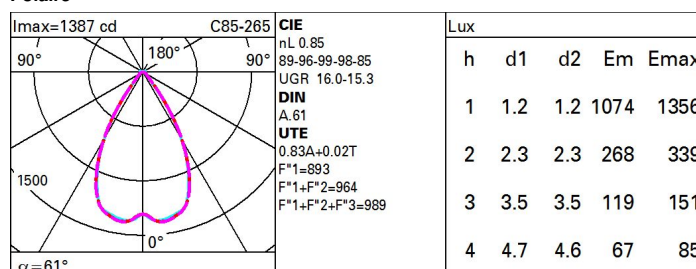 Imax=1387 cd C85-265
90° 180° 90°
1500
0°
α=61°
CIE
nL 0.85
89-96-99-98-85
UGR 16.0-15.3
DIN
A.61
UTE
0.83A+0.02T
F"1=893
F"1+F"2=964
F"1+F"2+F"3=989
Lux
h d1 d2 Em Emax
1 1.2 1.2 1074 1356
2 2.3 2.3 268 339
3 3.5 3.5 119 151
4 4.7 4.6 67 85